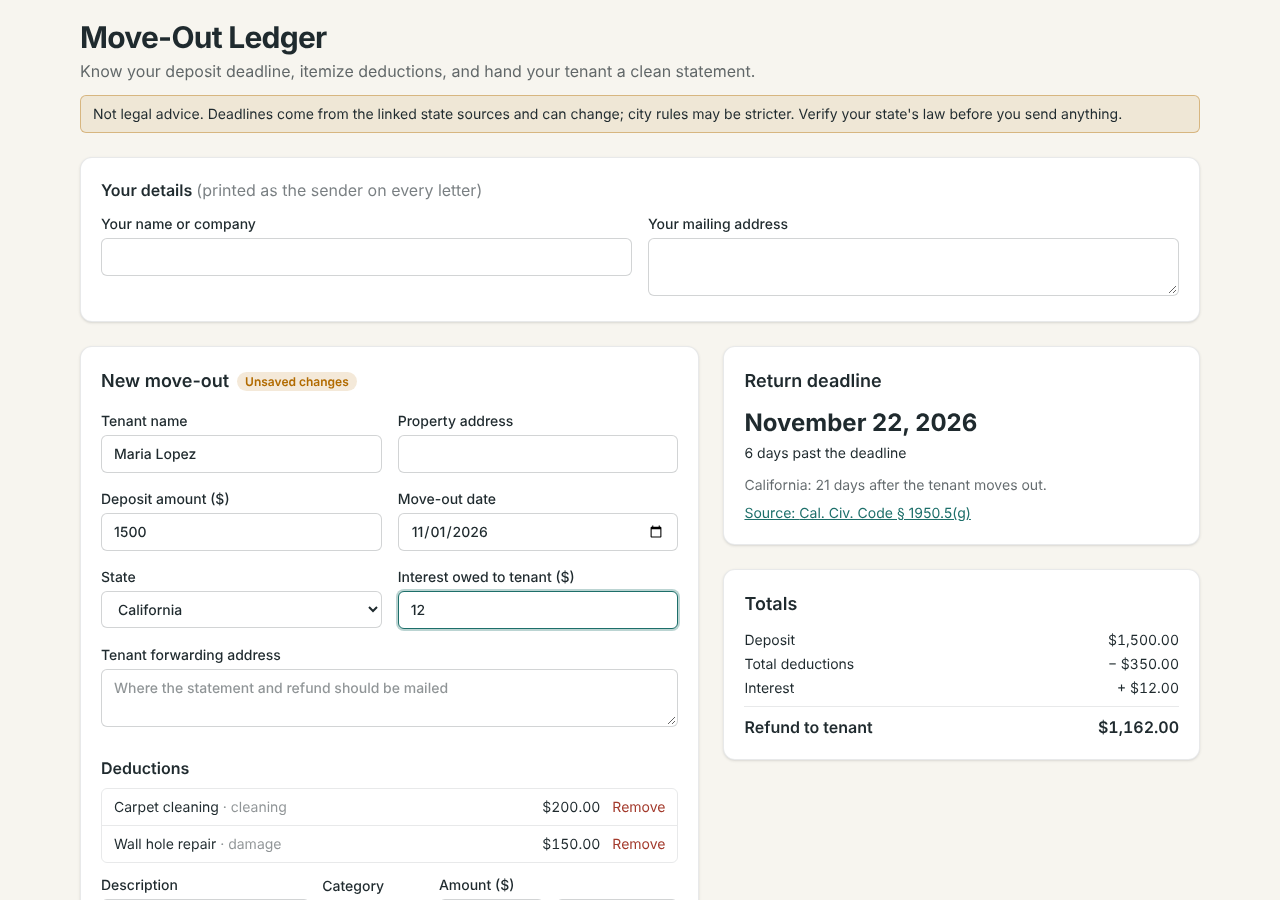 Move-Out Ledger
Know your deposit deadline, itemize deductions, and hand your tenant a clean statement.
Not legal advice. Deadlines come from the linked state sources and can change; city rules may be stricter. Verify your state's law before you send anything.
Your details (printed as the sender on every letter)
Your name or company
Your mailing address
New move-out Unsaved changes
Tenant name
Property address
Maria Lopez
Deposit amount ($)
Move-out date
1500
11/01/2026
State
Interest owed to tenant ($)
California
12
Tenant forwarding address
Where the statement and refund should be mailed
Deductions
Carpet cleaning · cleaning $200.00 Remove
Wall hole repair · damage $150.00 Remove
Description Category Amount ($)
Return deadline
November 22, 2026
6 days past the deadline
California: 21 days after the tenant moves out.
Source: Cal. Civ. Code § 1950.5(g)
Totals
Deposit $1,500.00
Total deductions − $350.00
Interest + $12.00
Refund to tenant $1,162.00